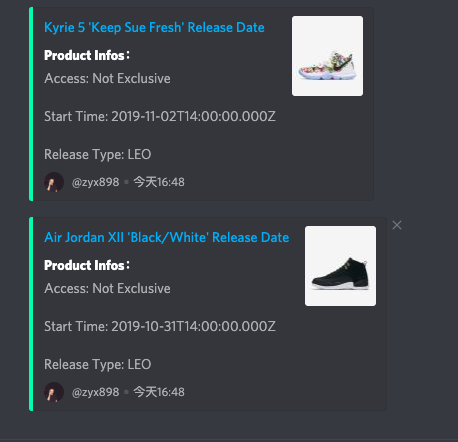 Kyrie 5 'Keep Sue Fresh' Release Date
Product Infos：
Access: Not Exclusive
Start Time: 2019-11-02T14:00:00.000Z
Release Type: LEO
@zyx898 • 今天16:48
Air Jordan XII 'Black/White' Release Date
Product Infos：
Access: Not Exclusive
Start Time: 2019-10-31T14:00:00.000Z
Release Type: LEO
@zyx898 • 今天16:48